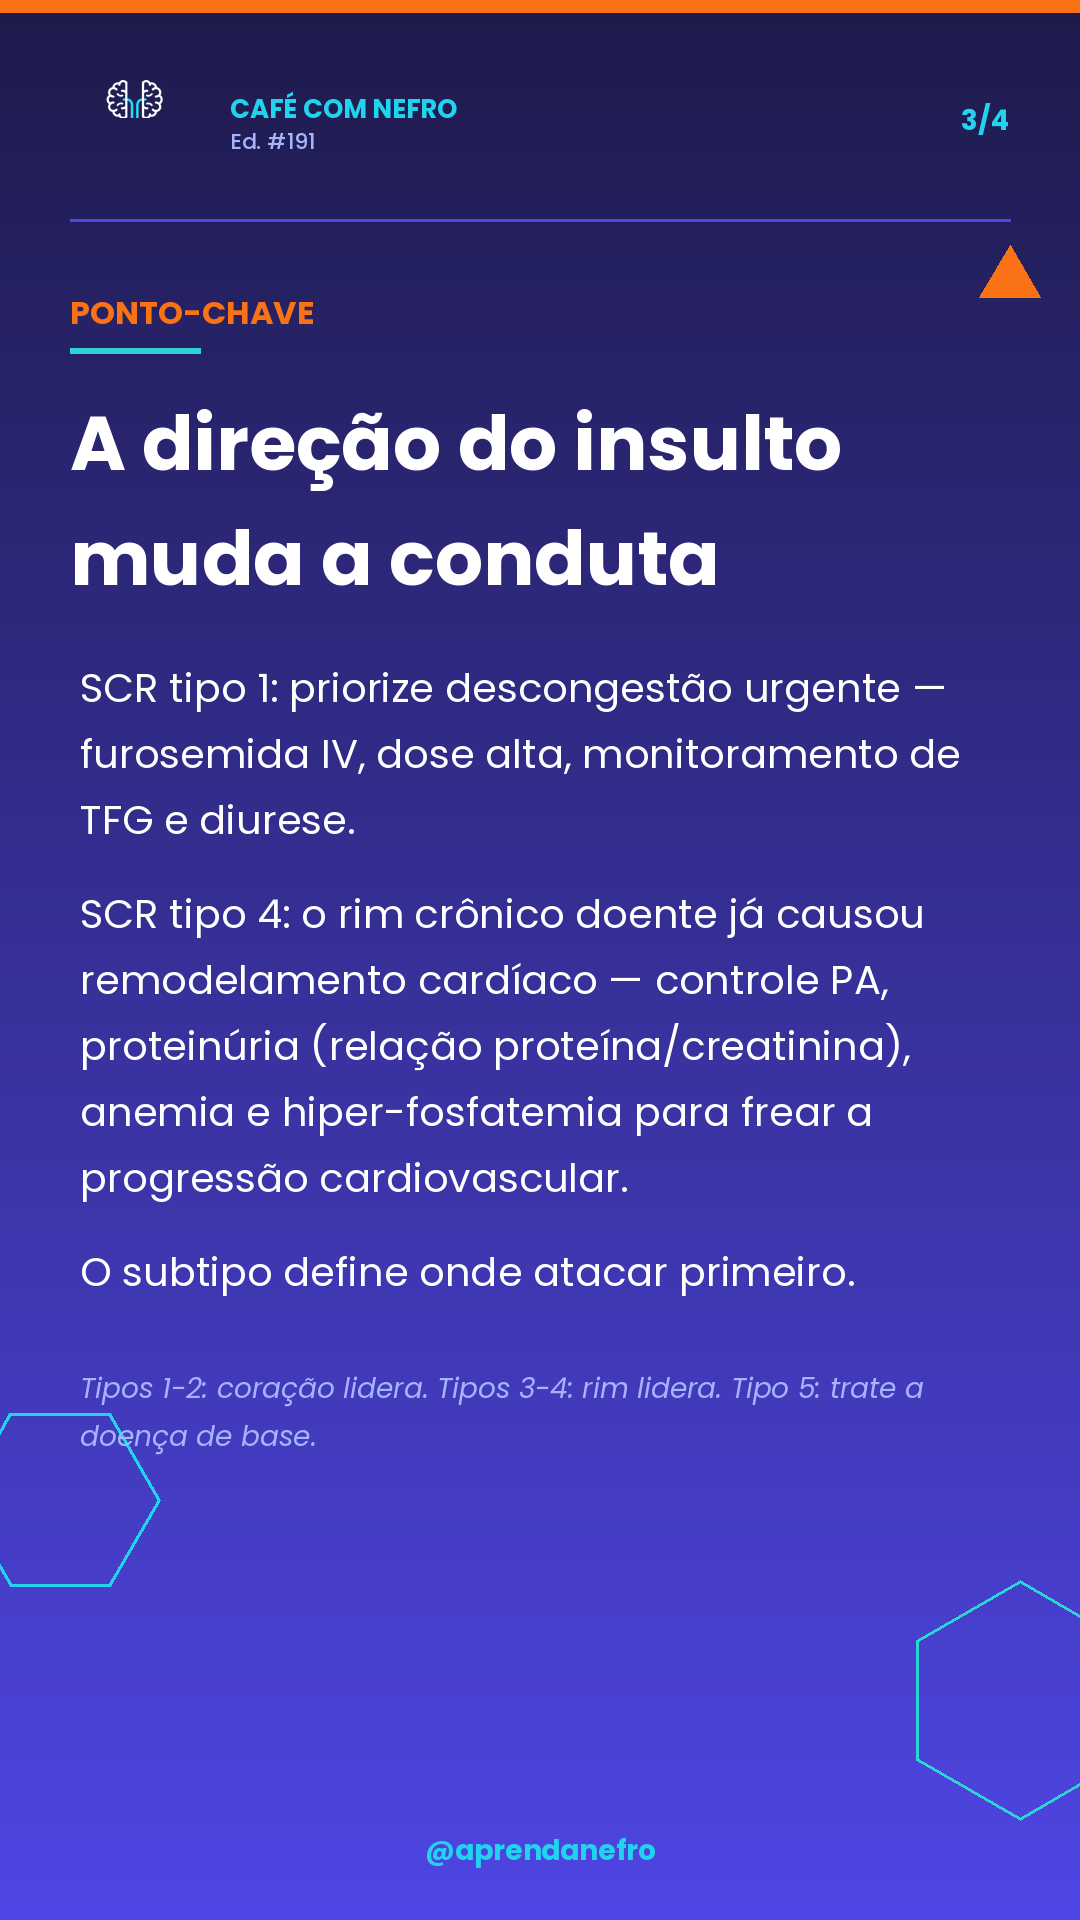 CAFÉ COM NEFRO
Ed. #191
3/4
PONTO-CHAVE
A direção do insulto
muda a conduta
SCR tipo 1: priorize descongestão urgente —
furosemida IV, dose alta, monitoramento de
TFG e diurese.
SCR tipo 4: o rim crônico doente já causou
remodelamento cardíaco — controle PA,
proteinúria (relação proteína/creatinina),
anemia e hiper-fosfatemia para frear a
progressão cardiovascular.
O subtipo define onde atacar primeiro.
Tipos 1-2: coração lidera. Tipos 3-4: rim lidera. Tipo 5: trate a
doença de base.
@aprendanefro